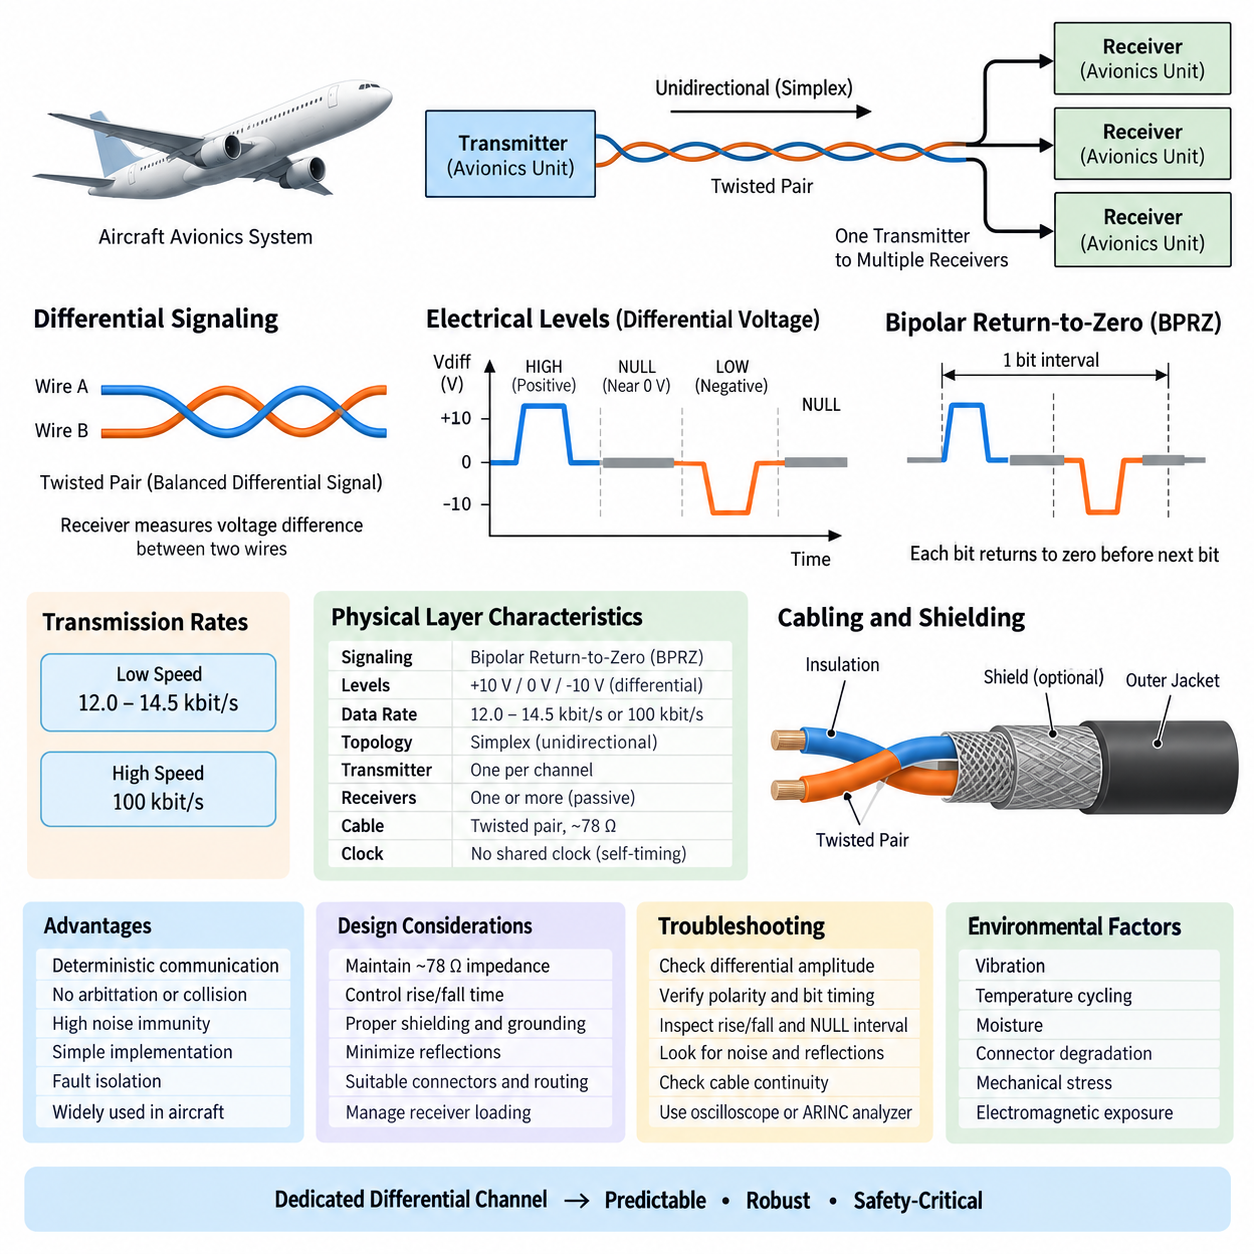 Aircraft Avionics System
Unidirectional (Simplex)
Transmitter
(Avionics Unit)
Twisted Pair
One Transmitter
to Multiple Receivers
Receiver
(Avionics Unit)
Receiver
(Avionics Unit)
Receiver
(Avionics Unit)
Differential Signaling
Wire A
Wire B
Twisted Pair (Balanced Differential Signal)
Receiver measures voltage difference
between two wires
Electrical Levels (Differential Voltage)
Vdiff
(V)
HIGH
(Positive)
NULL
(Near 0 V)
LOW
(Negative)
NULL
+10
0
-10
Time
Bipolar Return-to-Zero (BPRZ)
1 bit interval
Each bit returns to zero before next bit
Transmission Rates
Low Speed
12.0 – 14.5 kbit/s
High Speed
100 kbit/s
Physical Layer Characteristics
Signaling Bipolar Return-to-Zero (BPRZ)
Levels +10 V / 0 V / -10 V (differential)
Data Rate 12.0 – 14.5 kbit/s or 100 kbit/s
Topology Simplex (unidirectional)
Transmitter One per channel
Receivers One or more (passive)
Cable Twisted pair, ~78 Ω
Clock No shared clock (self-timing)
Cabling and Shielding
Insulation
Shield (optional)
Outer Jacket
Twisted Pair
Advantages
Deterministic communication
No arbittation or collision
High noise immunity
Simple implementation
Fault isolation
Widely used in aircraft
Design Considerations
Maintain ~78 Ω impedance
Control rise/fall time
Proper shielding and grounding
Minimize reflections
Suitable connectors and routing
Manage receiver loading
Troubleshooting
Check differential amplitude
Verify polarity and bit timing
Inspect rise/fall and NULL interval
Look for noise and reflections
Check cable continuity
Use oscilloscope or ARINC analyzer
Environmental Factors
Vibration
Temperature cycling
Moisture
Connector degradation
Mechanical stress
Electromagnetic exposure
Dedicated Differential Channel → Predictable • Robust • Safety-Critical